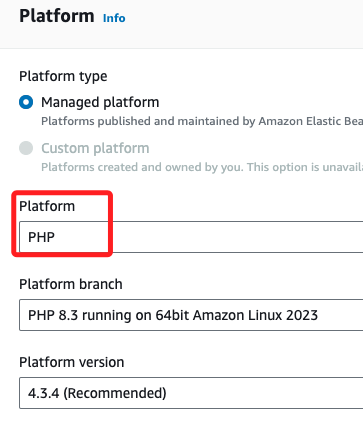 Platform Info
Platform type
Managed platform
Platforms published and maintained by Amazon Elastic Bea
Custom platform
Platforms created and owned by you. This option is unavail
Platform
PHP
Platform branch
PHP 8.3 running on 64bit Amazon Linux 2023
Platform version
4.3.4 (Recommended)